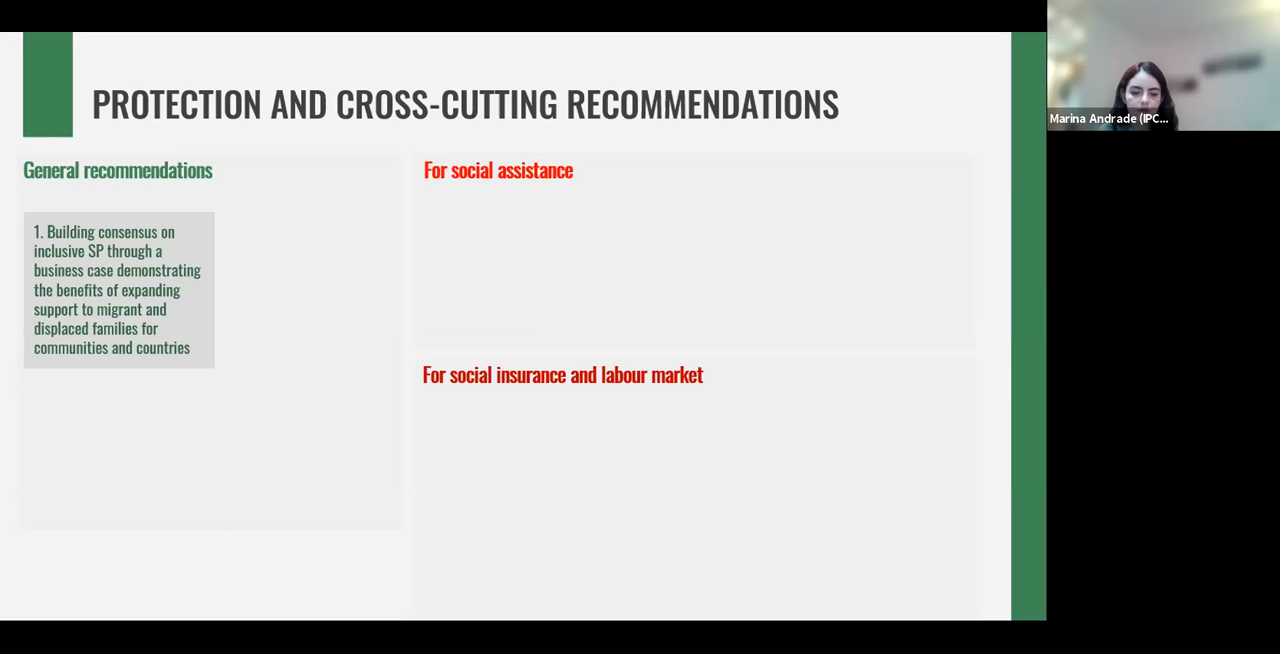 PROTECTION AND CROSS-CUTTING RECOMMENDATIONS
General recommendations
1. Building consensus on
inclusive SP through a
business case demonstrating
the benefits of expanding
support to migrant and
displaced families for
communities and countries
For social assistance
For social insurance and labour market
Marina Andrade (IPC...